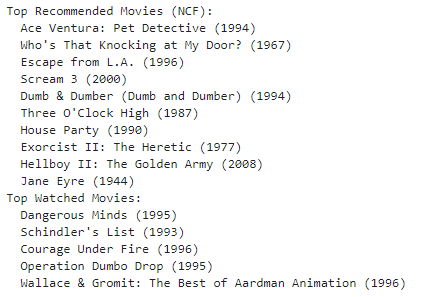 Top Recommended Movies (NCF):
Ace Ventura: Pet Detective (1994)
Who's That Knocking at My Door? (1967)
Escape from L.A. (1996)
Scream 3 (2000)
Dumb & Dumber (Dumb and Dumber) (1994)
Three O'Clock High (1987)
House Party (1990)
Exorcist II: The Heretic (1977)
Hellboy II: The Golden Army (2008)
Jane Eyre (1944)
Top Watched Movies:
Dangerous Minds (1995)
Schindler's List (1993)
Courage Under Fire (1996)
Operation Dumbo Drop (1995)
Wallace & Gromit: The Best of Aardman Animation (1996)